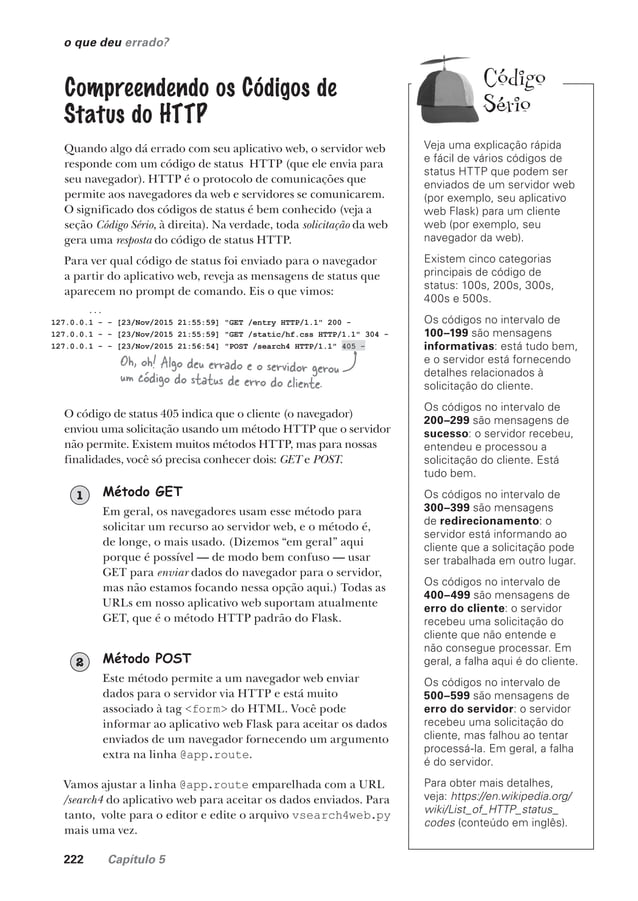 o que deu errado?
Compreendendo os Códigos de
Status do HTTP
Quando algo dá errado com seu aplicativo web, o servidor web
responde com um código de status HTTP (que ele envia para
seu navegador). HTTP é o protocolo de comunicações que
permite aos navegadores da web e servidores se comunicarem.
O significado dos códigos de status é bem conhecido (veja a
seção Código Sério, à direita). Na verdade, toda solicitação da web
gera uma resposta do código de status HTTP.
Para ver qual código de status foi enviado para o navegador
a partir do aplicativo web, reveja as mensagens de status que
aparecem no prompt de comando. Eis o que vimos:
...
127.0.0.1 - - [23/Nov/2015 21:55:59] "GET /entry HTTP/1.1" 200 -
127.0.0.1 - - [23/Nov/2015 21:55:59] "GET /static/hf.css HTTP/1.1" 304 -
127.0.0.1 - - [23/Nov/2015 21:56:54] "POST /search4 HTTP/1.1" 405 -
Oh, oh! Algo deu errado e o servidor gerou
um código do status de erro do cliente.
O código de status 405 indica que o cliente (o navegador)
enviou uma solicitação usando um método HTTP que o servidor
não permite. Existem muitos métodos HTTP, mas para nossas
finalidades, você só precisa conhecer dois: GET e POST.
1 Método GET
Em geral, os navegadores usam esse método para
solicitar um recurso ao servidor web, e o método é,
de longe, o mais usado. (Dizemos “em geral” aqui
porque é possível — de modo bem confuso — usar
GET para enviar dados do navegador para o servidor,
mas não estamos focando nessa opção aqui.) Todas as
URLs em nosso aplicativo web suportam atualmente
GET, que é o método HTTP padrão do Flask.
2 Método POST
Este método permite a um navegador web enviar
dados para o servidor via HTTP e está muito
associado à tag <form> do HTML. Você pode
informar ao aplicativo web Flask para aceitar os dados
enviados de um navegador fornecendo um argumento
extra na linha @app.route.
Vamos ajustar a linha @app.route emparelhada com a URL
/search4 do aplicativo web para aceitar os dados enviados. Para
tanto, volte para o editor e edite o arquivo vsearch4web.py
mais uma vez.
222 Capítulo 5
Código
Sério
Veja uma explicação rápida
e fácil de vários códigos de
status HTTP que podem ser
enviados de um servidor web
(por exemplo, seu aplicativo
web Flask) para um cliente
web (por exemplo, seu
navegador da web).
Existem cinco categorias
principais de código de
status: 100s, 200s, 300s,
400s e 500s.
Os códigos no intervalo de
100–199 são mensagens
informativas: está tudo bem,
e o servidor está fornecendo
detalhes relacionados à
solicitação do cliente.
Os códigos no intervalo de
200–299 são mensagens de
sucesso: o servidor recebeu,
entendeu e processou a
solicitação do cliente. Está
tudo bem.
Os códigos no intervalo de
300–399 são mensagens
de redirecionamento: o
servidor está informando ao
cliente que a solicitação pode
ser trabalhada em outro lugar.
Os códigos no intervalo de
400–499 são mensagens de
erro do cliente: o servidor
recebeu uma solicitação do
cliente que não entende e
não consegue processar. Em
geral, a falha aqui é do cliente.
Os códigos no intervalo de
500–599 são mensagens de
erro do servidor: o servidor
recebeu uma solicitação do
cliente, mas falhou ao tentar
processá-la. Em geral, a falha
é do servidor.
Para obter mais detalhes,
veja: https://en.wikipedia.org/
wiki/List_of_HTTP_status_
codes (conteúdo em inglês).